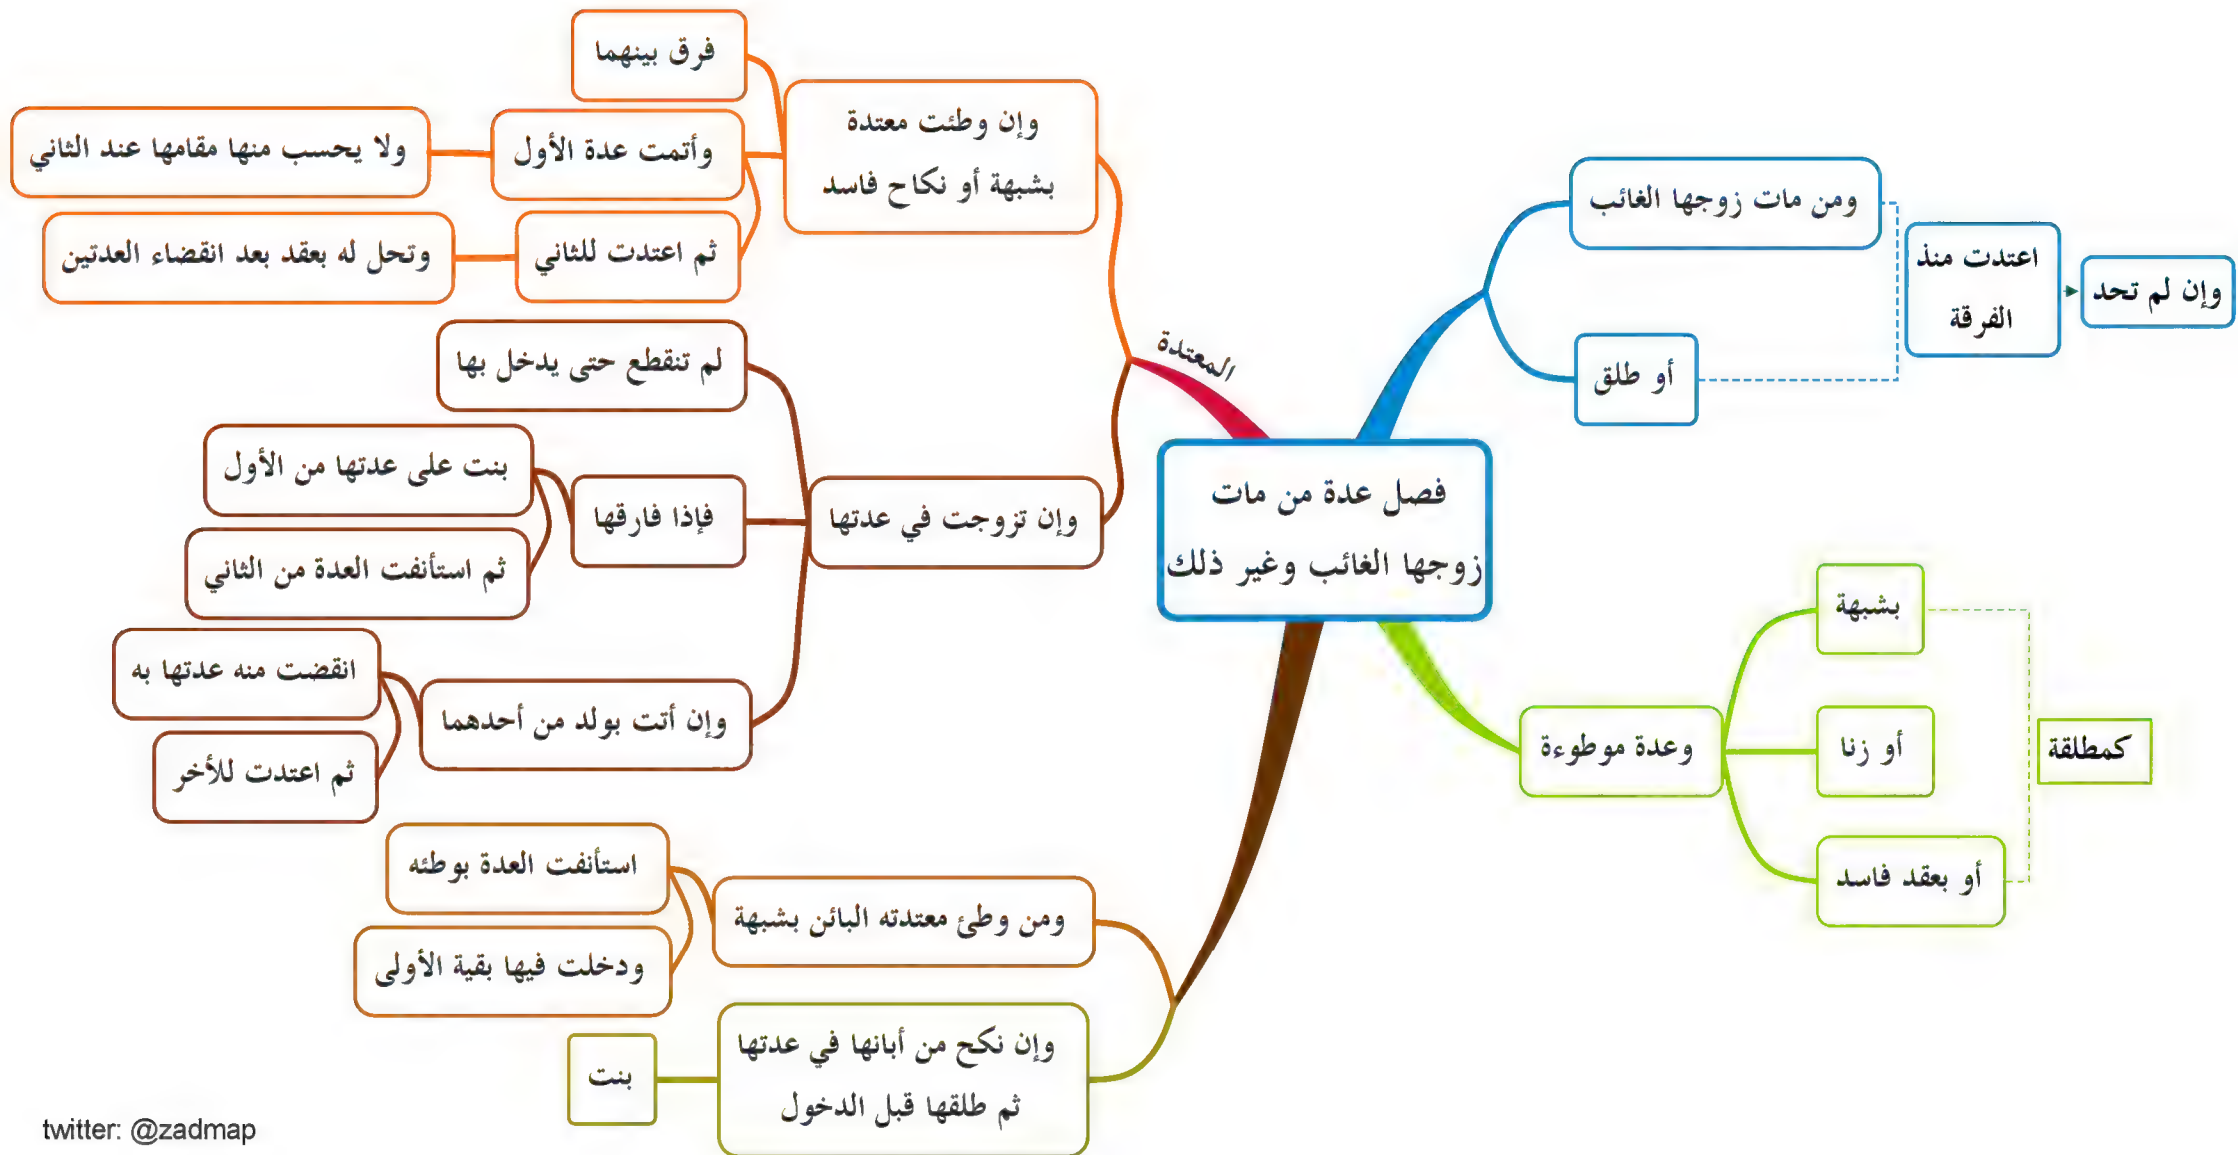 فصل عدة من مات
زوجها الغائب وغير ذلك
ومن مات زوجها الغائب
أو طلق
اعتدت منذ
الفرقة
وإن لم تحد
وعدة موطوءة
بشبهة
أو زنا
أو بعقد فاسد
كمطلقة
المعتدة
وإن وطئت معتدة
بشبهة أو نكاح فاسد
فرق بينهما
وأتمت عدة الأول
ولا يحسب منها مقامها عند الثاني
ثم اعتدت للثاني
وتحل له بعقد بعد انقضاء العدتين
وإن تزوجت في عدتها
لم تنقطع حتى يدخل بها
فإذا فارقها
بنت على عدتها من الأول
ثم استأنفت العدة من الثاني
وإن أتت بولد من أحدهما
انقضت منه عدتها به
ثم اعتدت للأخر
ومن وطئ معتدته البائن بشبهة
استأنفت العدة بوطئه
ودخلت فيها بقية الأولى
وإن نكح من أبانها في عدتها
ثم طلقها قبل الدخول
بنت
twitter: @zadmap